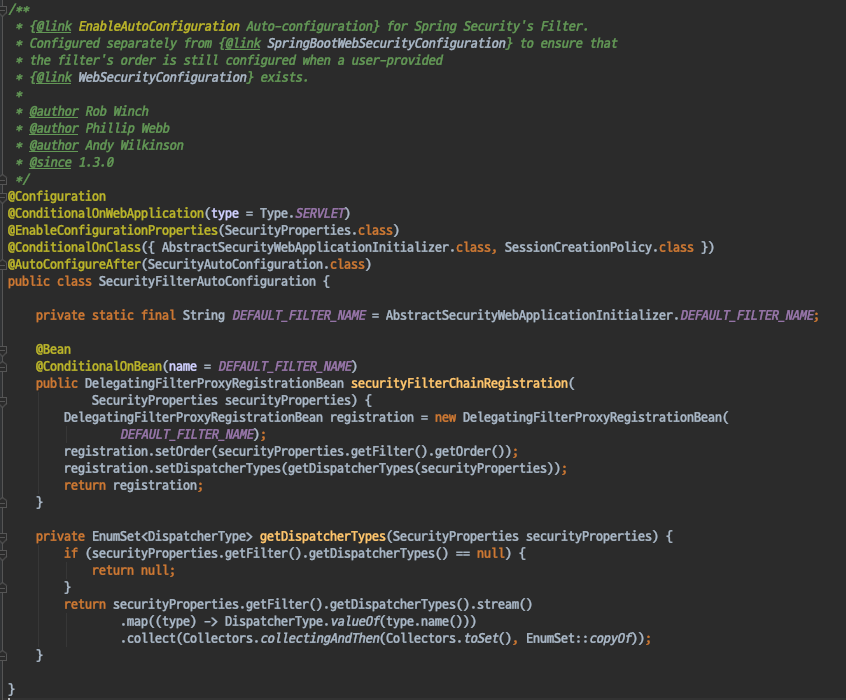 /**
 * {@link EnableAutoConfiguration Auto-configuration} for Spring Security's Filter.
 * Configured separately from {@link SpringBootWebSecurityConfiguration} to ensure that
 * the filter's order is still configured when a user-provided
 * {@link WebSecurityConfiguration} exists.
 *
 * @author Rob Winch
 * @author Phillip Webb
 * @author Andy Wilkinson
 * @since 1.3.0
 */
@Configuration
@ConditionalOnWebApplication(type = Type.SERVLET)
@EnableConfigurationProperties(SecurityProperties.class)
@ConditionalOnClass({ AbstractSecurityWebApplicationInitializer.class, SessionCreationPolicy.class })
@AutoConfigureAfter(SecurityAutoConfiguration.class)
public class SecurityFilterAutoConfiguration {

    private static final String DEFAULT_FILTER_NAME = AbstractSecurityWebApplicationInitializer.DEFAULT_FILTER_NAME;

    @Bean
    @ConditionalOnBean(name = DEFAULT_FILTER_NAME)
    public DelegatingFilterProxyRegistrationBean securityFilterChainRegistration(
            SecurityProperties securityProperties) {
        DelegatingFilterProxyRegistrationBean registration = new DelegatingFilterProxyRegistrationBean(
                DEFAULT_FILTER_NAME);
        registration.setOrder(securityProperties.getFilter().getOrder());
        registration.setDispatcherTypes(getDispatcherTypes(securityProperties));
        return registration;
    }

    private EnumSet<DispatcherType> getDispatcherTypes(SecurityProperties securityProperties) {
        if (securityProperties.getFilter().getDispatcherTypes() == null) {
            return null;
        }
        return securityProperties.getFilter().getDispatcherTypes().stream()
                .map((type) -> DispatcherType.valueOf(type.name()))
                .collect(Collectors.collectingAndThen(Collectors.toSet(), EnumSet::copyOf));
    }

}